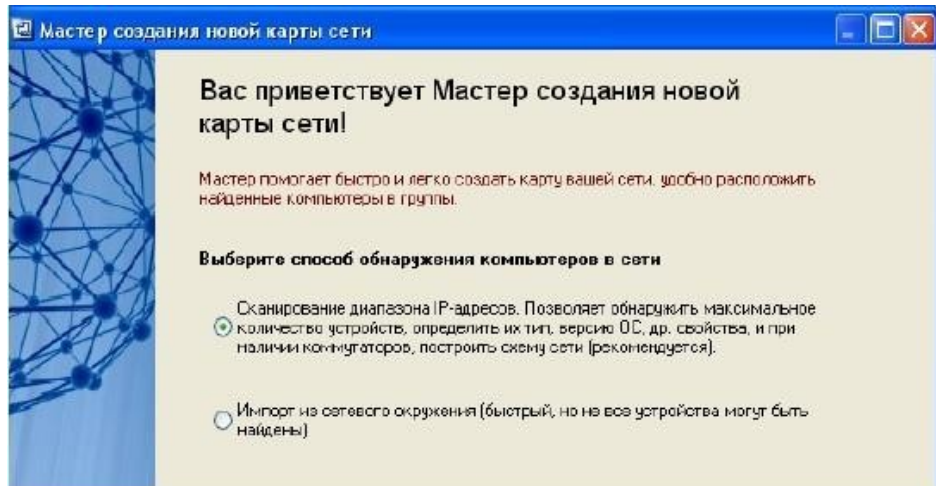 Мастер создания новой карты сети
Вас приветствует Мастер создания новой
карты сети!
Мастер помогает быстро и легко создать карту вашей сети, удобно расположить
найденные компьютеры в группы.
Выберите способ обнаружения компьютеров в сети
Сканирование диапазона IP-адресов. Позволяет обнаружить максимальное
количество устройств, определить их тип, версию ОС, др. свойства, и при
наличии коммутаторов, построить схему сети (рекомендуется).
Импорт из сетевого окружения (быстрый, но не все устройства могут быть
найдены)